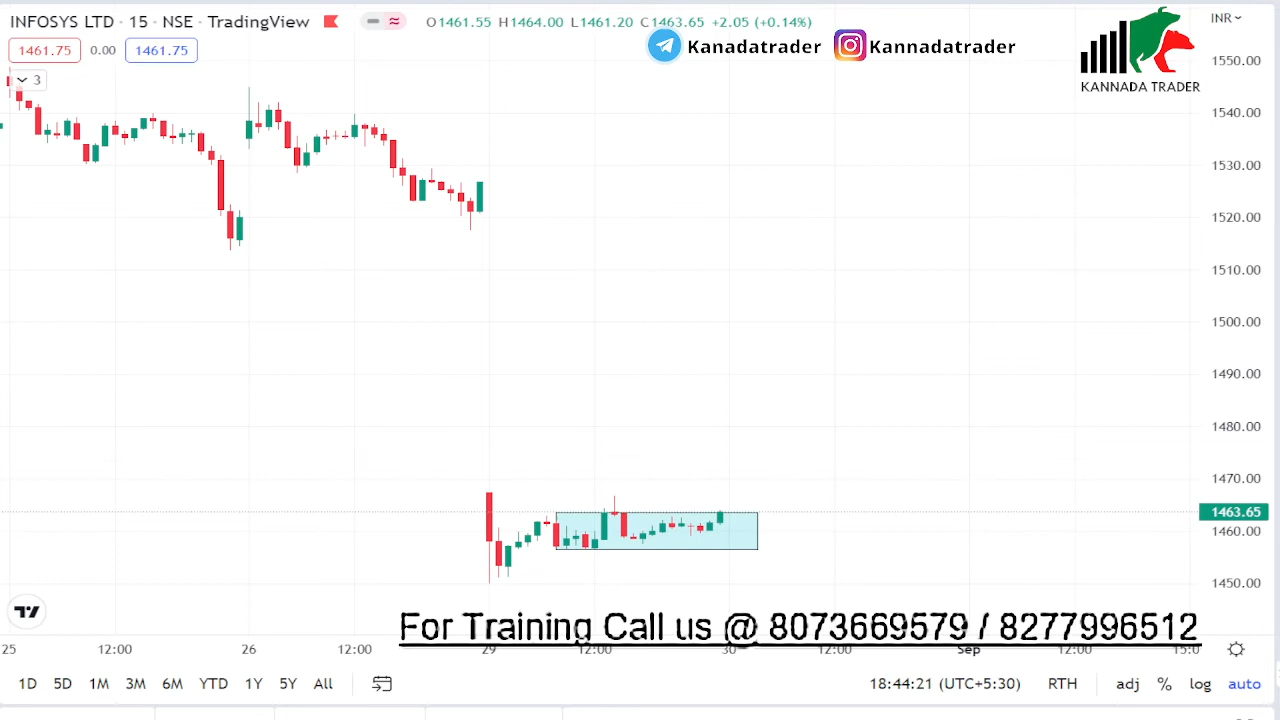 INFOSYS LTD · 15 · NSE · TradingView O1461.55 H1464.00 L1461.20 C1463.65 +2.05 (+0.14%)
1461.75 0.00 1461.75
3
Kanadatrader Kannadatrader
KANNADA TRADER
INR
1550.00
1540.00
1530.00
1520.00
1510.00
1500.00
1490.00
1480.00
1470.00
1463.65
1460.00
1450.00
For Training Call us @ 8073669579 / 8277996512
25 12:00 26 12:00 29 12:00 30 12:00 Sep 12:00 15:0
1D 5D 1M 3M 6M YTD 1Y 5Y All 18:44:21 (UTC+5:30) RTH adj % log auto